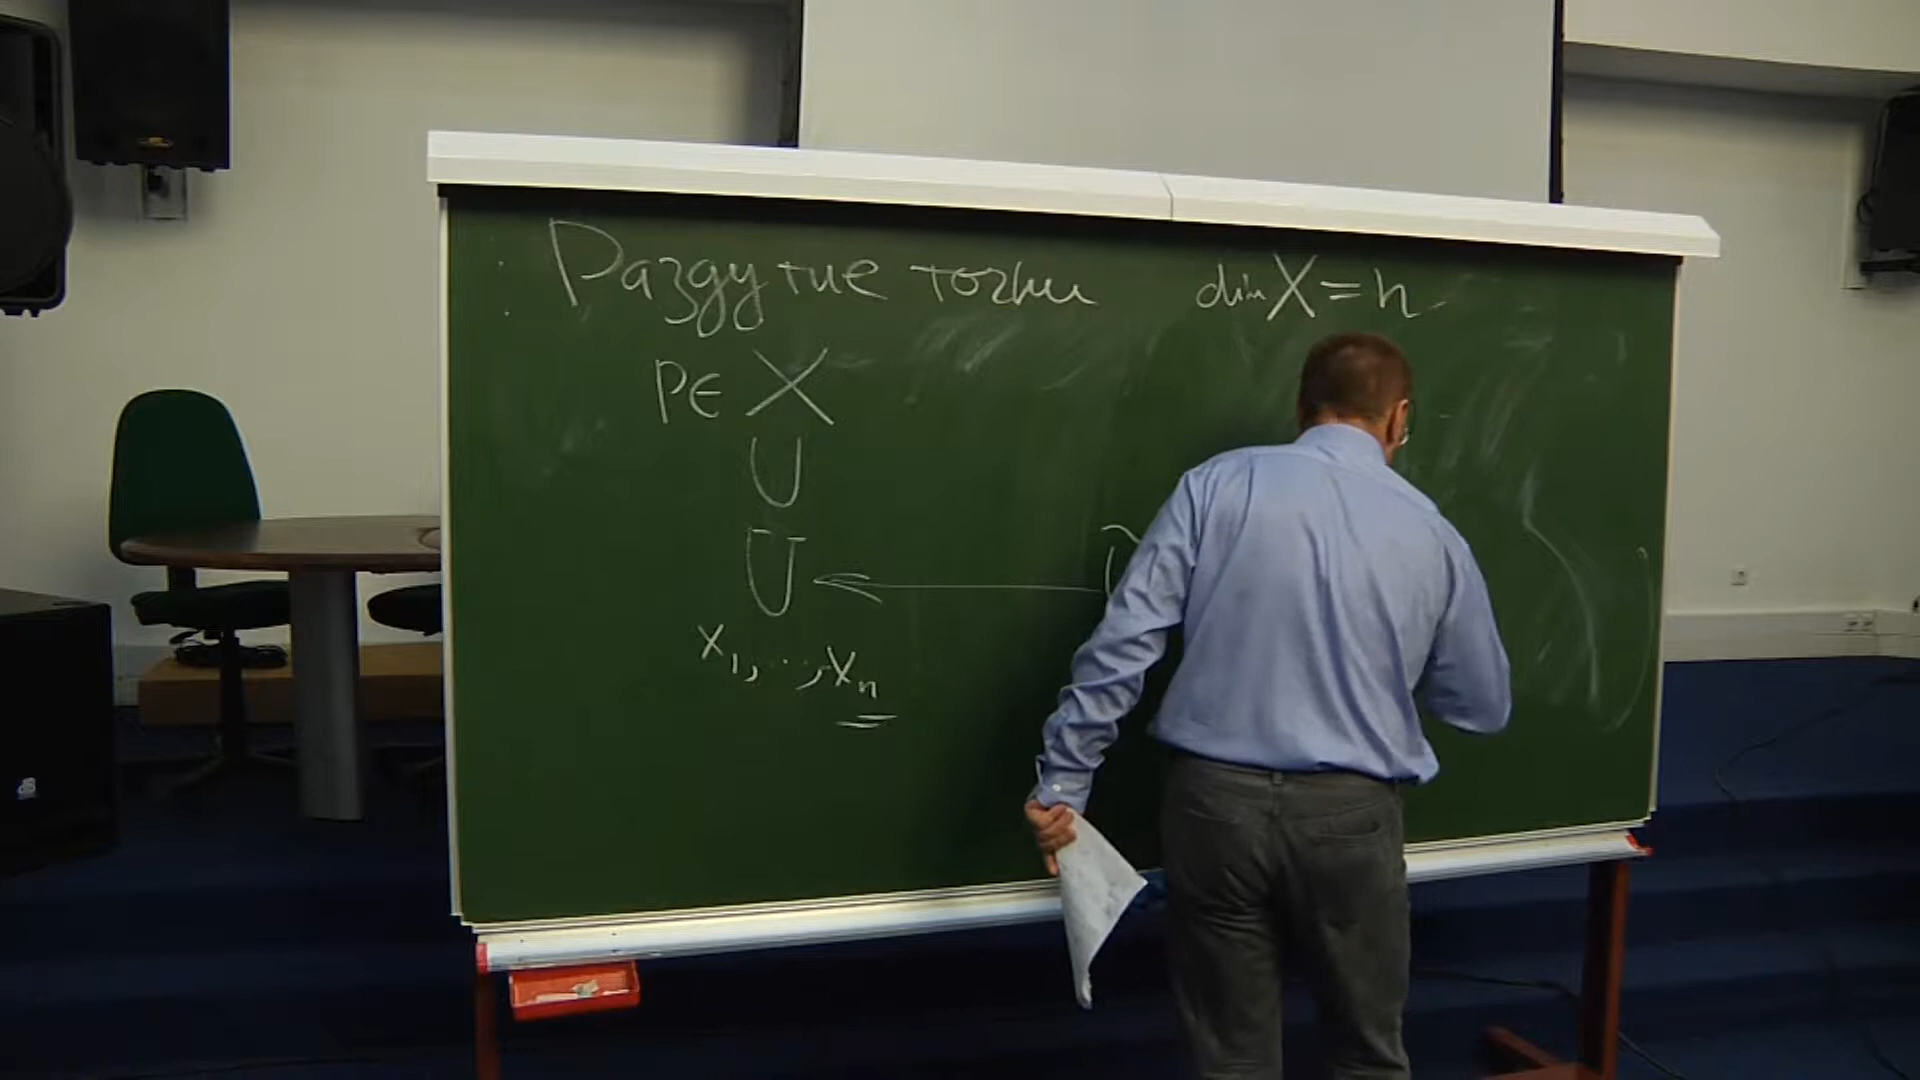 Раздутие точки dim X = n
p ∈ X
∪
U ←
x₁, ..., xₙ